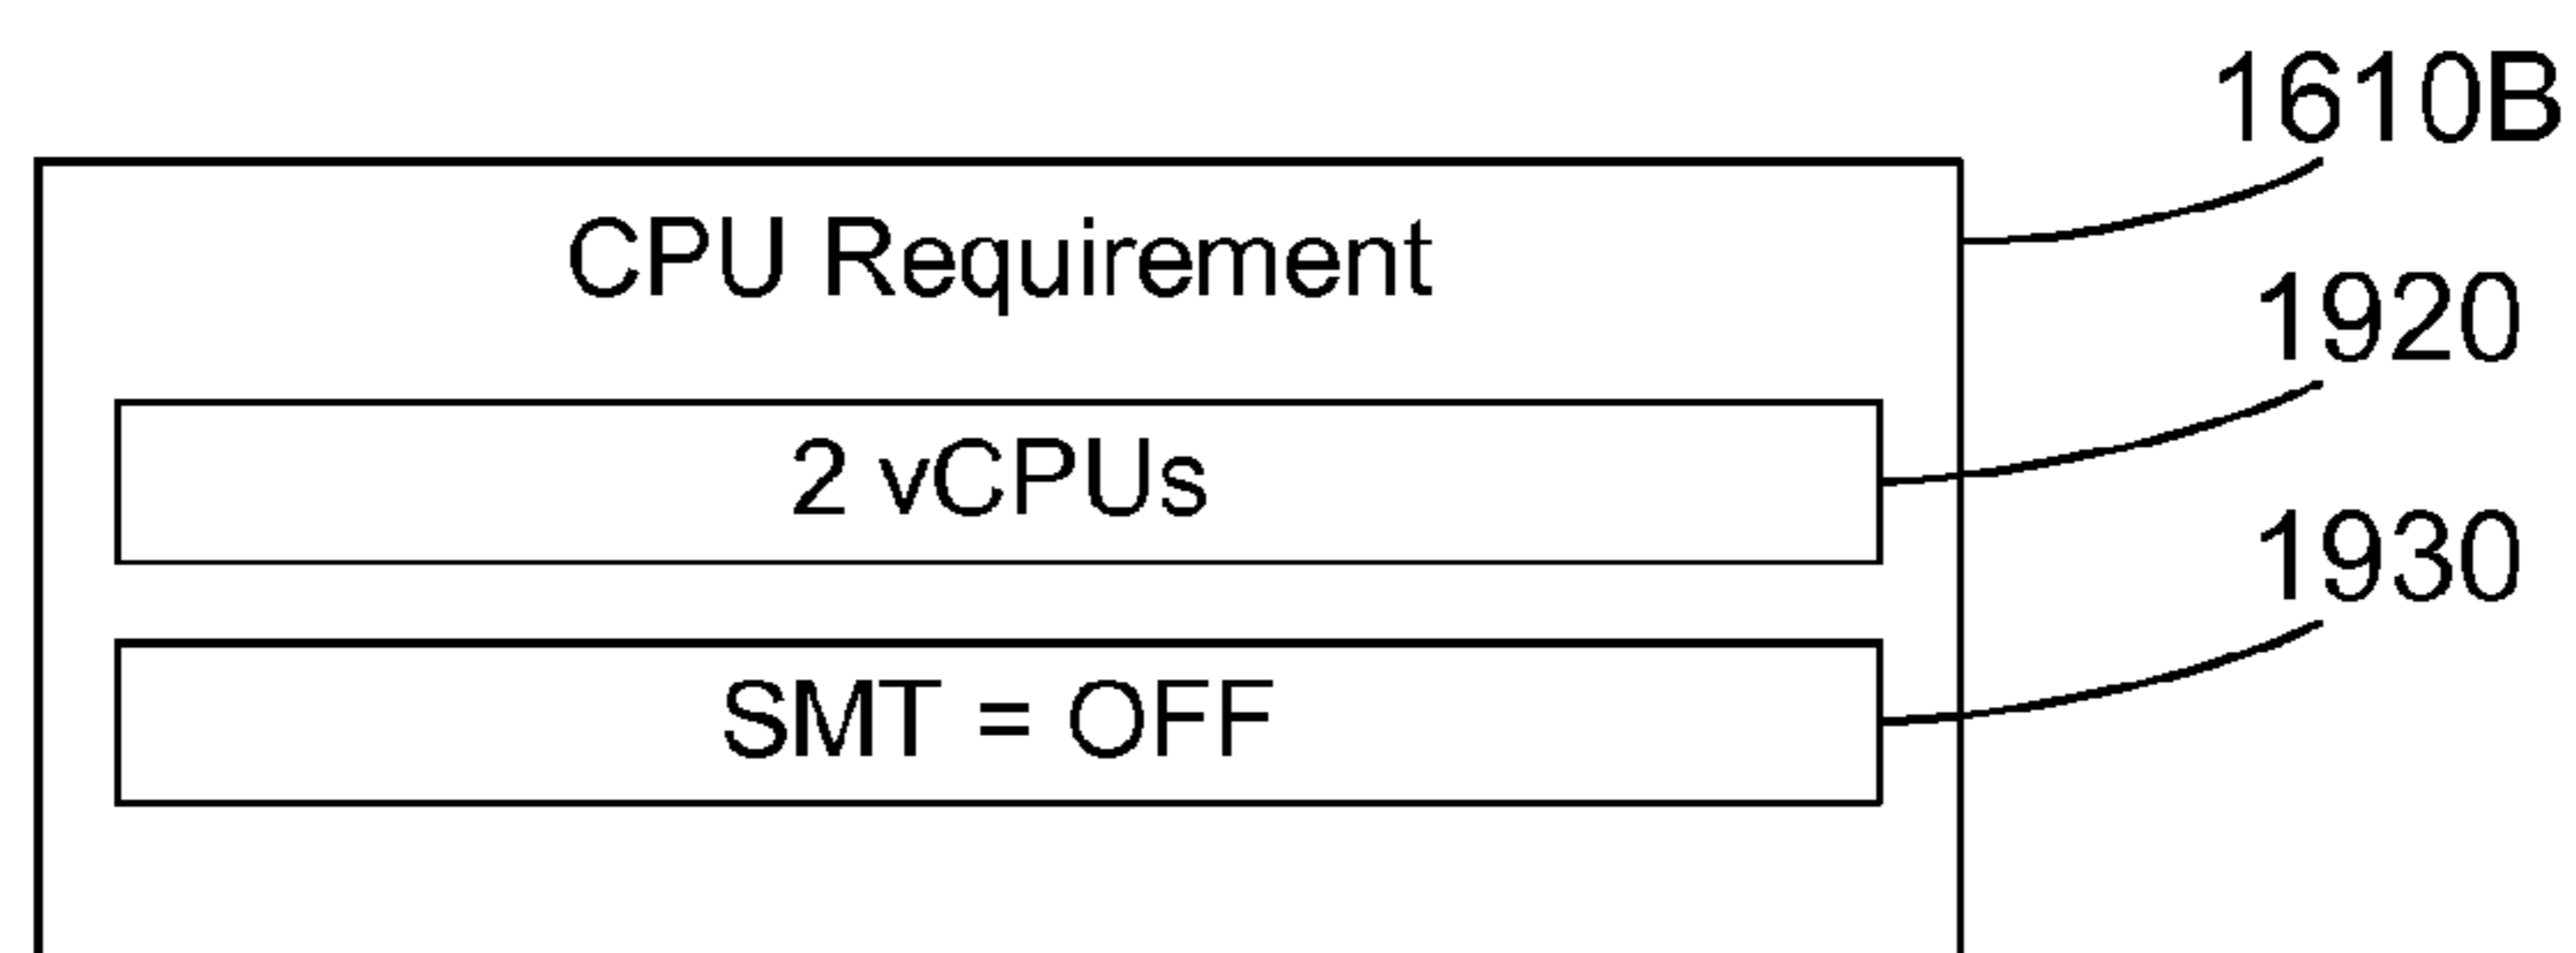 1610B
CPU Requirement
1920
2 vCPUs
1930
SMT = OFF